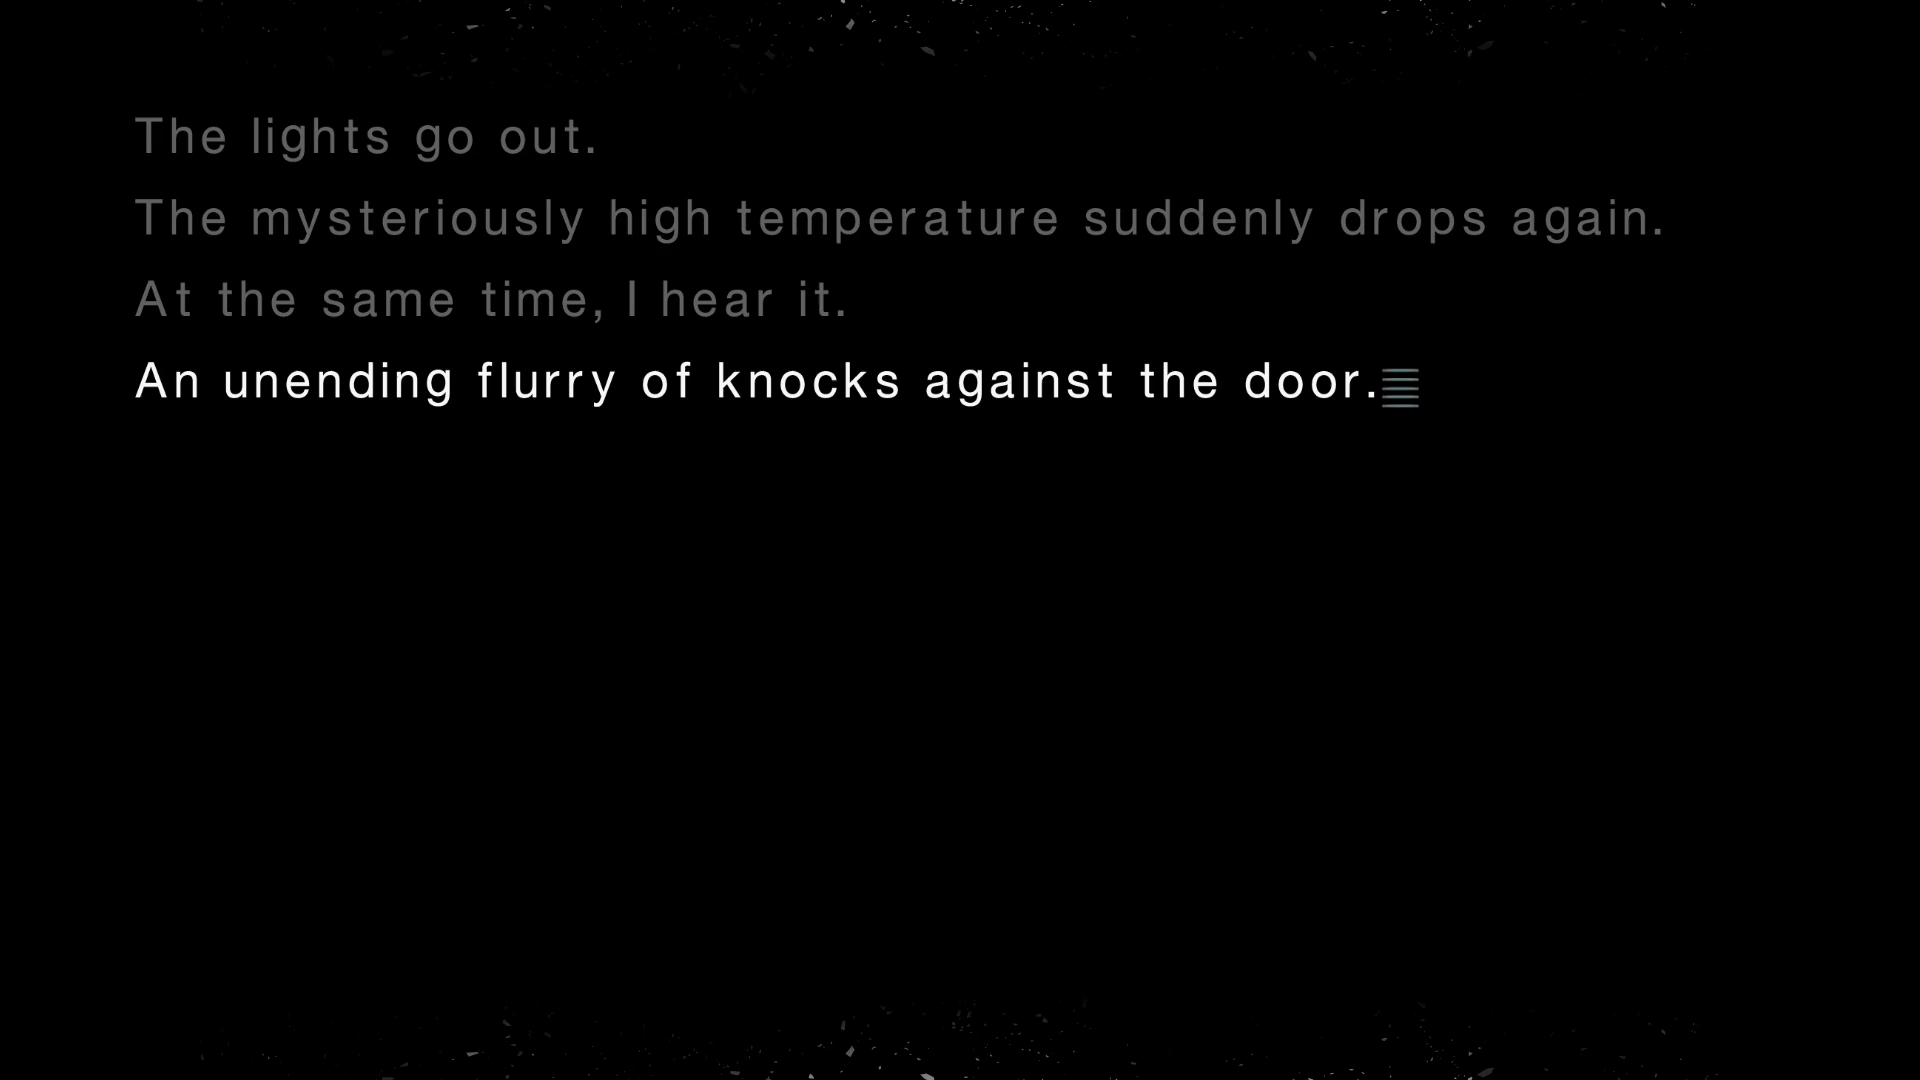 The lights go out.
The mysteriously high temperature suddenly drops again.
At the same time, I hear it.
An unending flurry of knocks against the door.